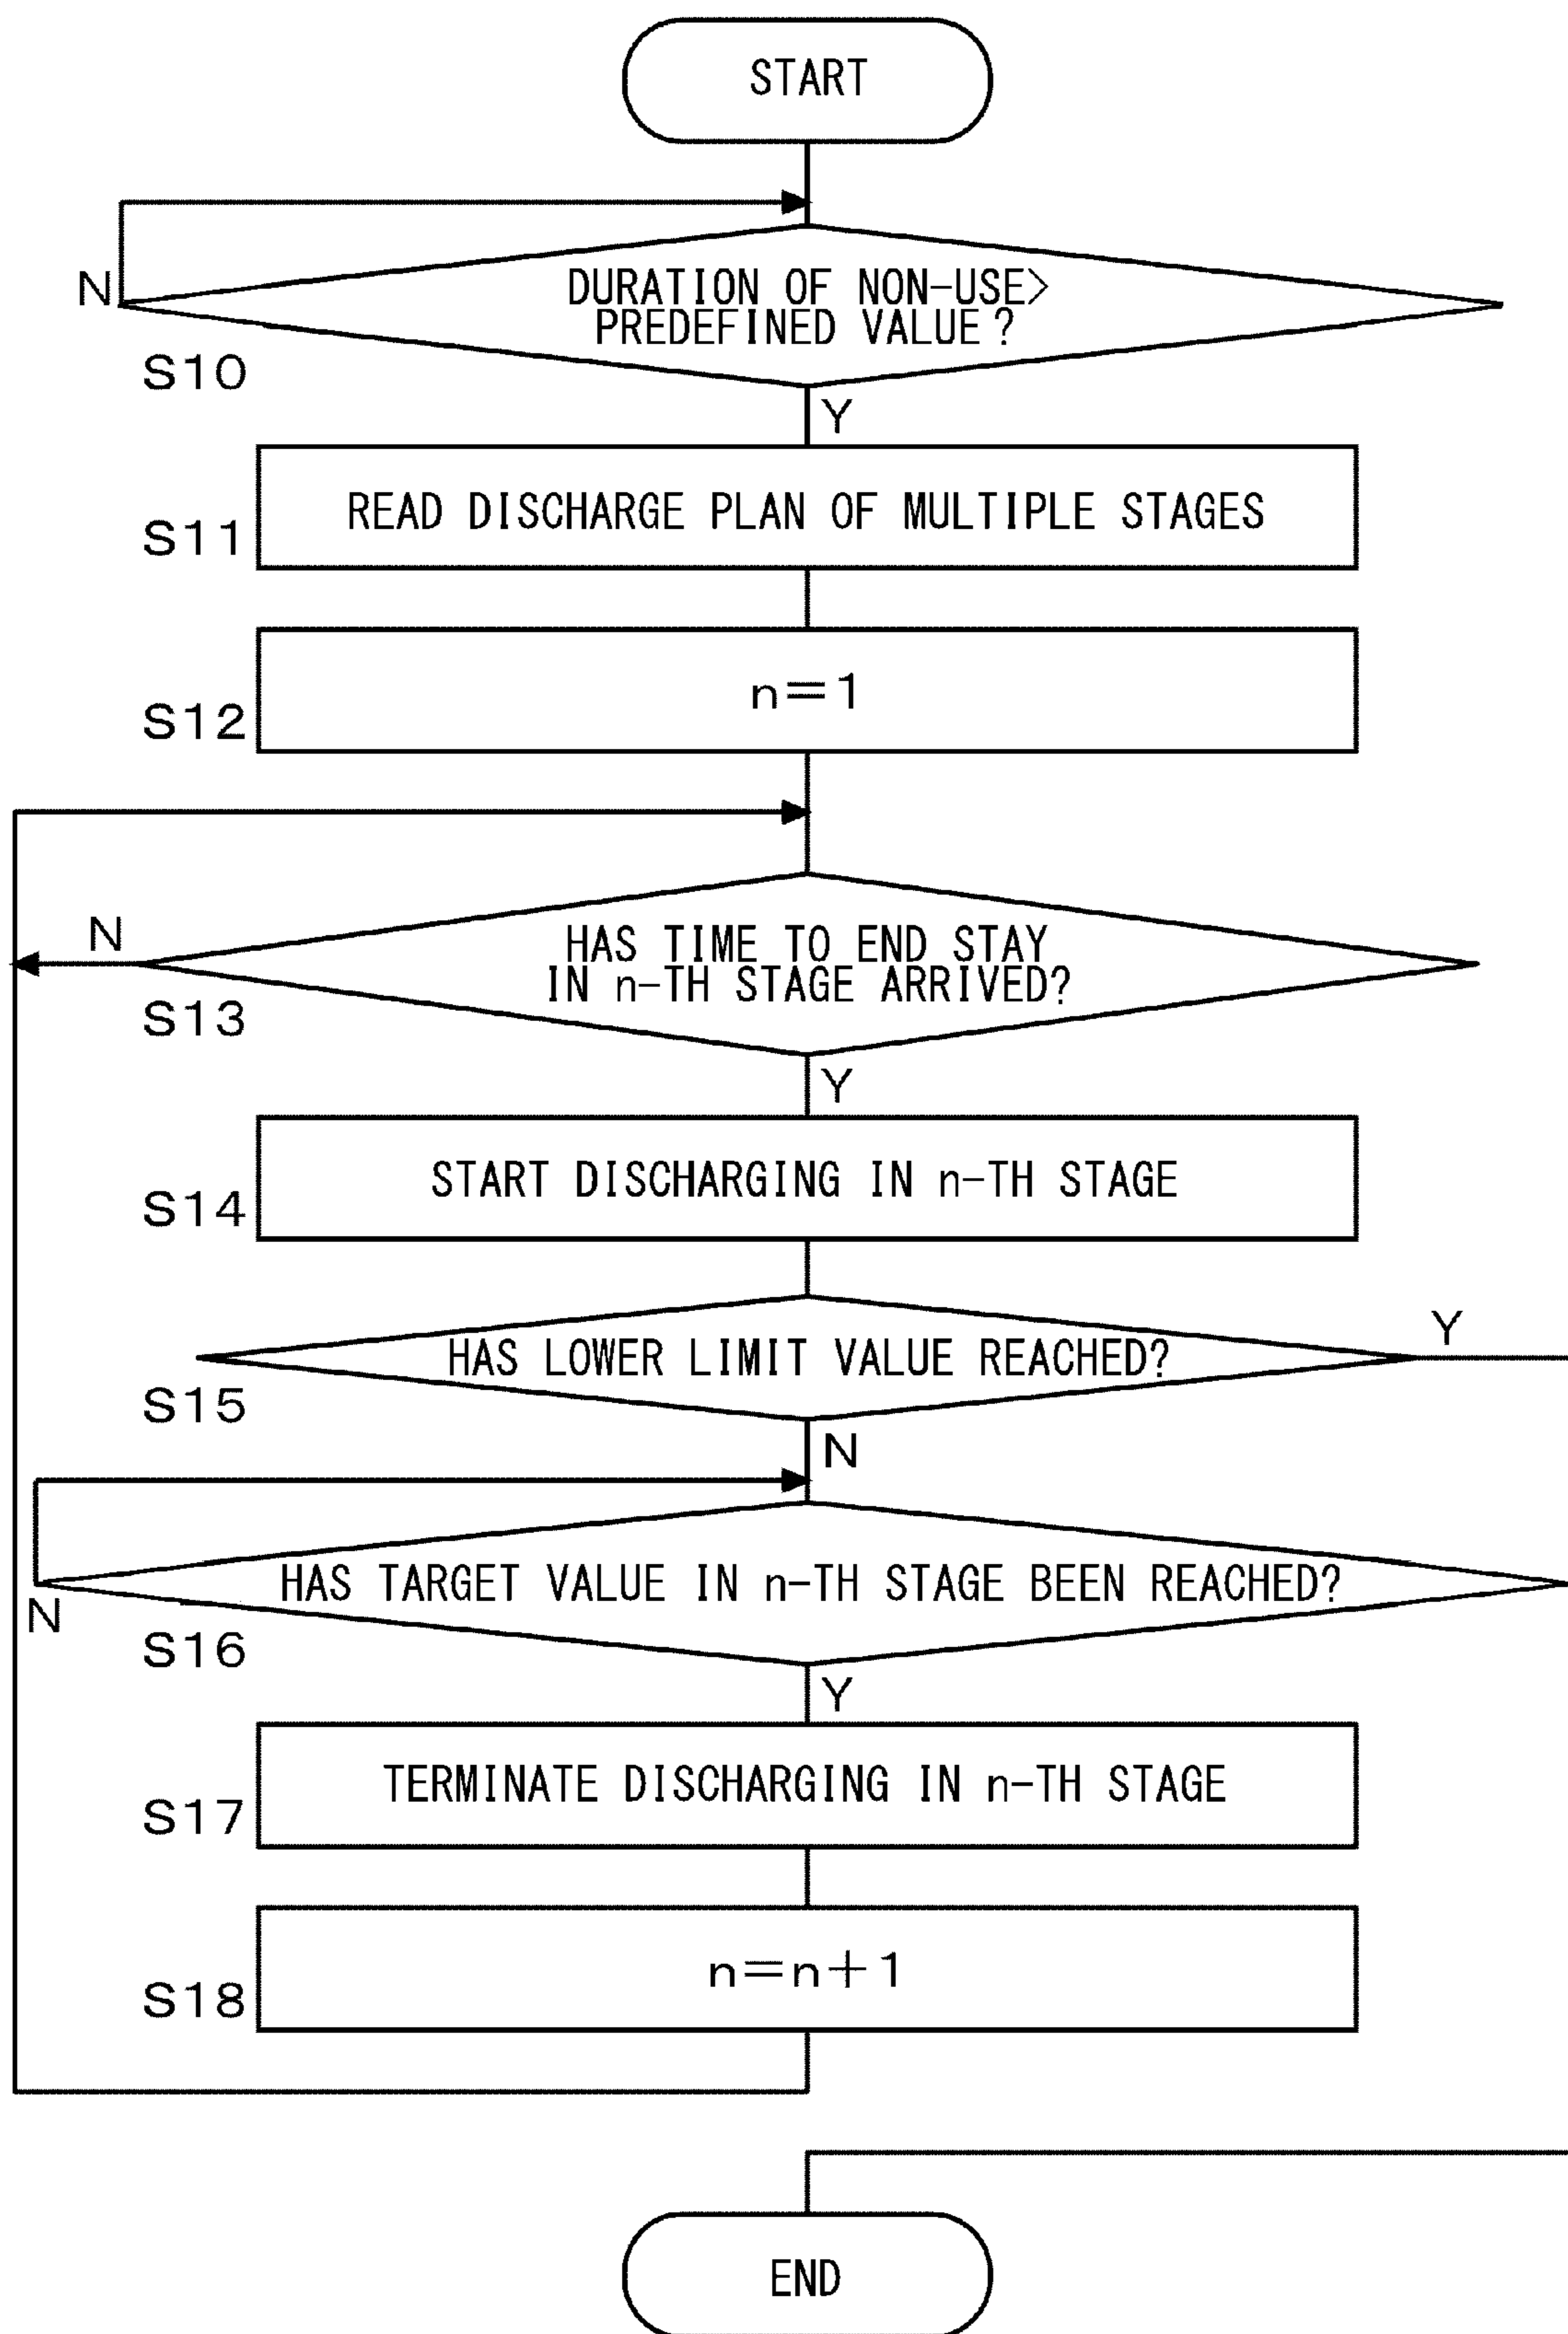 START
N
DURATION OF NON-USE>
PREDEFINED VALUE?
S10
Y
READ DISCHARGE PLAN OF MULTIPLE STAGES
S11
n=1
S12
N
HAS TIME TO END STAY
IN n-TH STAGE ARRIVED?
S13
Y
START DISCHARGING IN n-TH STAGE
S14
Y
HAS LOWER LIMIT VALUE REACHED?
S15
N
HAS TARGET VALUE IN n-TH STAGE BEEN REACHED?
N
S16
Y
TERMINATE DISCHARGING IN n-TH STAGE
S17
n=n+1
S18
END